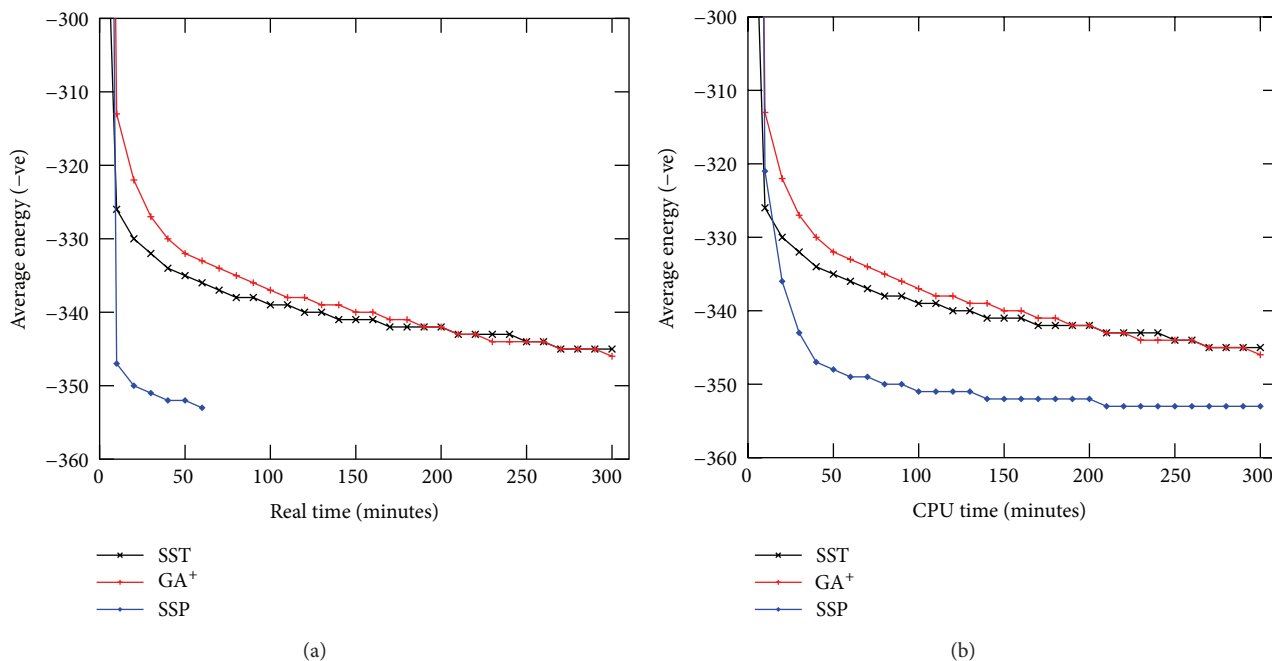 −300
−310
−320
−330
−340
−350
−360
Average energy (−ve)
0 50 100 150 200 250 300
Real time (minutes)
SST
GA+
SSP
(a)
−300
−310
−320
−330
−340
−350
−360
Average energy (−ve)
0 50 100 150 200 250 300
CPU time (minutes)
SST
GA+
SSP
(b)